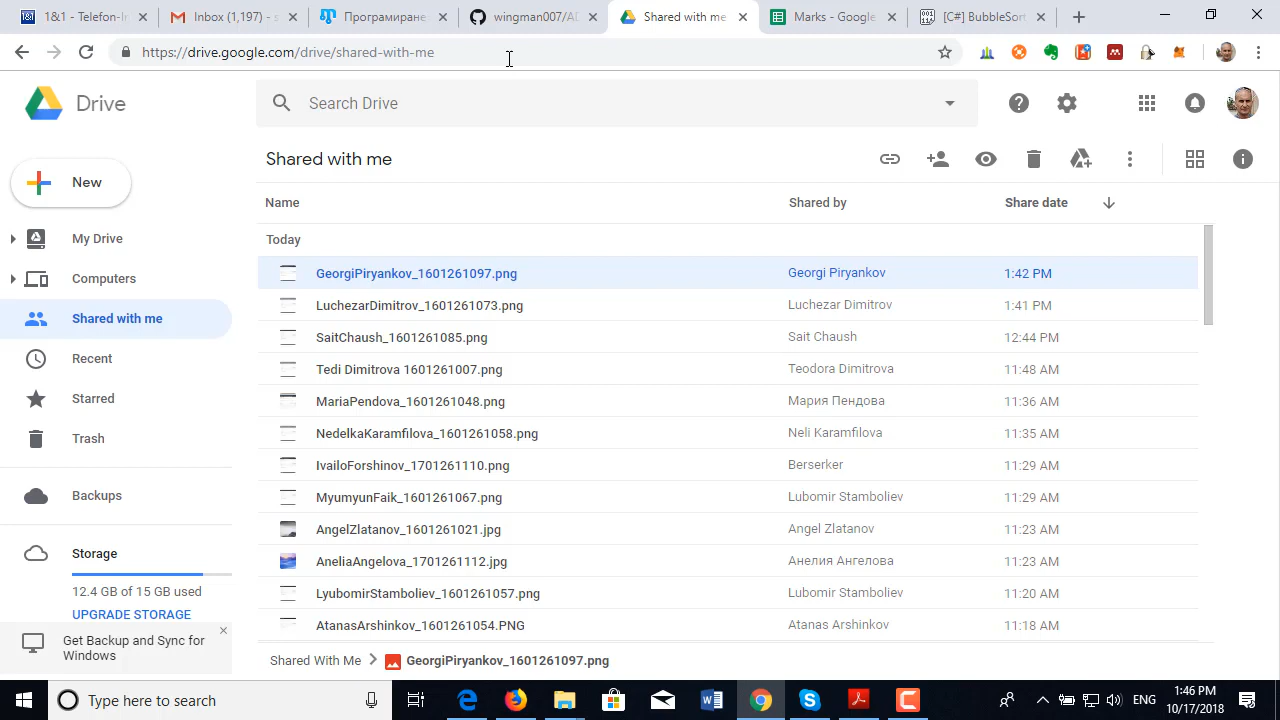 1&1 - Telefon-In
Inbox (1,197) - s
Програмиране
wingman007/AD
Shared with me
Marks - Google
[C#] BubbleSor
https://drive.google.com/drive/shared-with-me
Drive
Search Drive
New
Shared with me
Name
Shared by
Share date
My Drive
Computers
Shared with me
Recent
Starred
Trash
Backups
Storage
12.4 GB of 15 GB used
UPGRADE STORAGE
Get Backup and Sync for
Windows
Today
GeorgiPiryankov_1601261097.png Georgi Piryankov 1:42 PM
LuchezarDimitrov_1601261073.png Luchezar Dimitrov 1:41 PM
SaitChaush_1601261085.png Sait Chaush 12:44 PM
Tedi Dimitrova 1601261007.png Teodora Dimitrova 11:48 AM
MariaPendova_1601261048.png Мария Пендова 11:36 AM
NedelkaKaramfilova_1601261058.png Neli Karamfilova 11:35 AM
IvailoForshinov_1701261110.png Berserker 11:29 AM
MyumyunFaik_1601261067.png Lubomir Stamboliev 11:29 AM
AngelZlatanov_1601261021.jpg Angel Zlatanov 11:23 AM
AneliaAngelova_1701261112.jpg Анелия Ангелова 11:23 AM
LyubomirStamboliev_1601261057.png Lubomir Stamboliev 11:20 AM
AtanasArshinkov_1601261054.PNG Atanas Arshinkov 11:18 AM
Shared With Me GeorgiPiryankov_1601261097.png
Type here to search
ENG
1:46 PM
10/17/2018